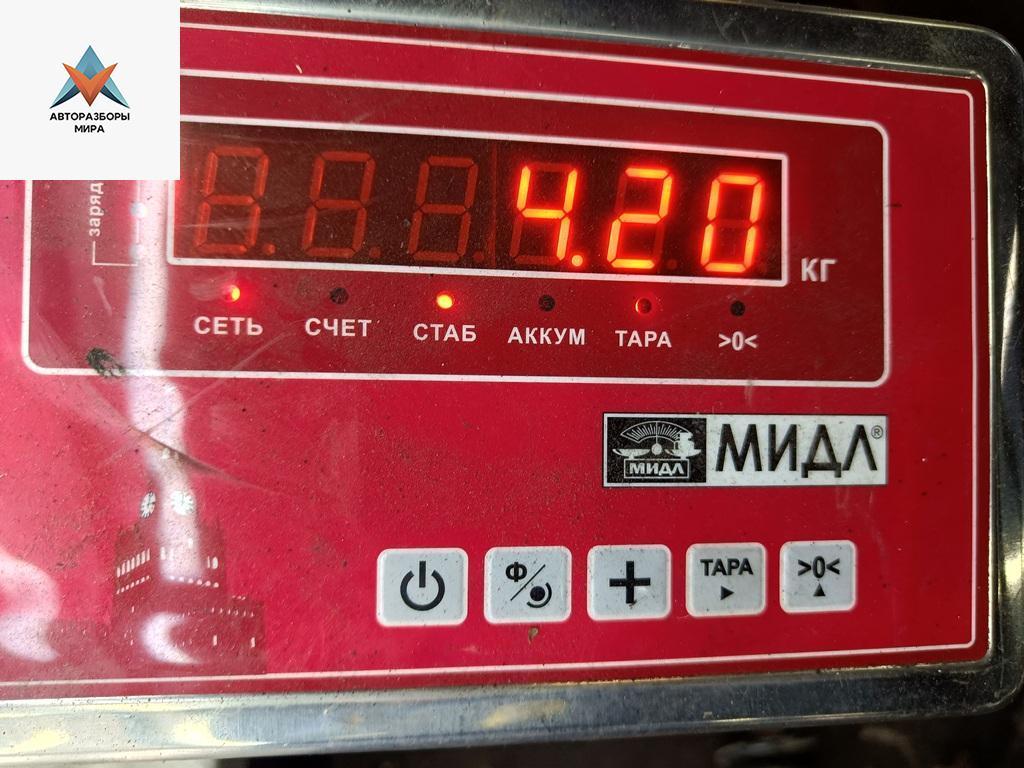 АВТОРАЗБОРЫ
МИРА
заряд
4.20
КГ
СЕТЬ СЧЕТ СТАБ АККУМ ТАРА >0<
МИДЛ МИДЛ®
Ф + ТАРА >0<